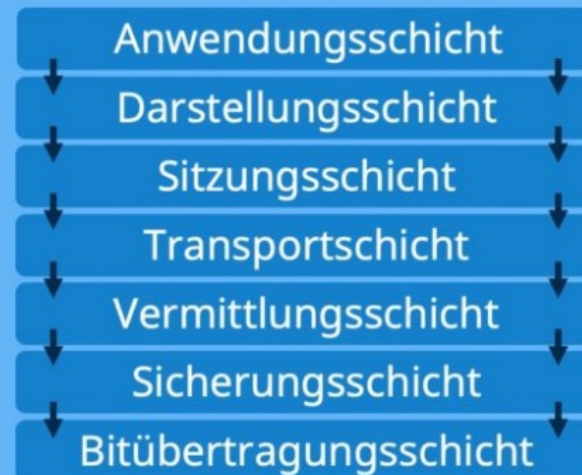 Anwendungsschicht
Darstellungsschicht
Sitzungsschicht
Transportschicht
Vermittlungsschicht
Sicherungsschicht
Bitübertragungsschicht